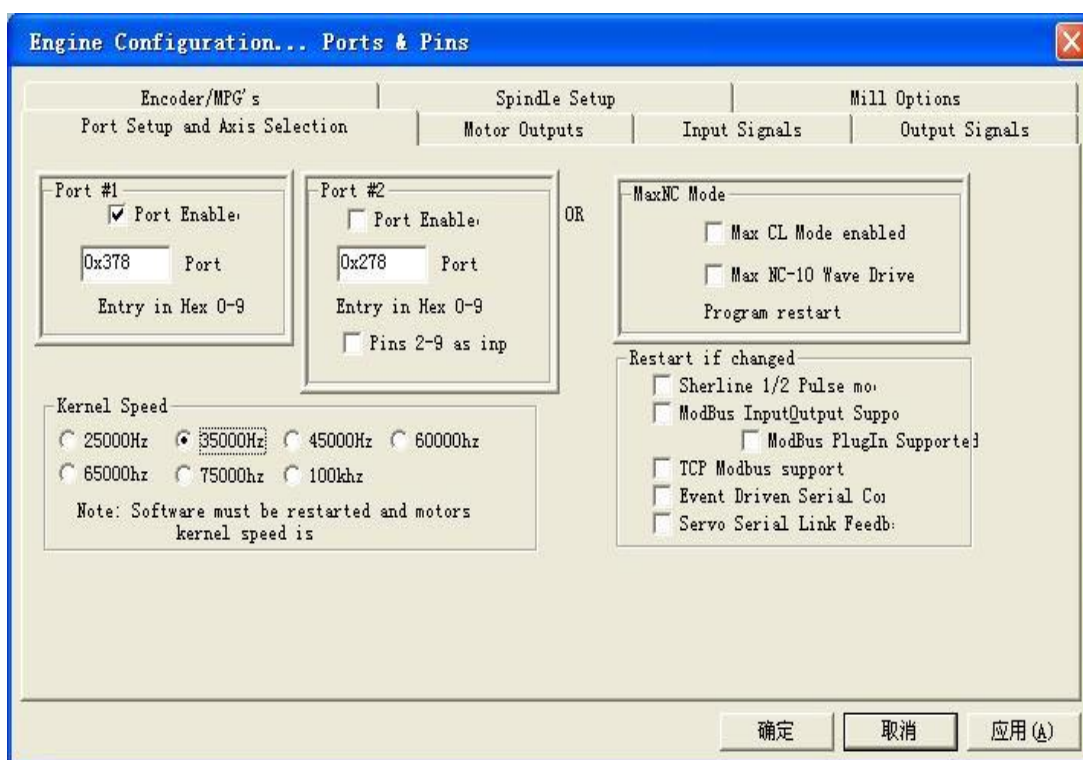 Engine Configuration... Ports & Pins
Encoder/MPG's
Spindle Setup
Mill Options
Port Setup and Axis Selection
Motor Outputs
Input Signals
Output Signals
Port #1
Port Enable
0x378
Port
Entry in Hex 0-9
Port #2
Port Enable
0x278
Port
Entry in Hex 0-9
Pins 2-9 as inp
OR
MaxNC Mode
Max CL Mode enabled
Max NC-10 Wave Drive
Program restart
Kernel Speed
25000Hz
35000Hz
45000Hz
60000hz
65000hz
75000hz
100khz
Note: Software must be restarted and motors
kernel speed is
Restart if changed
Sherline 1/2 Pulse mo
ModBus InputOutput Suppo
ModBus PlugIn Supported
TCP Modbus support
Event Driven Serial Co
Servo Serial Link Feedb
确定
取消
应用(A)